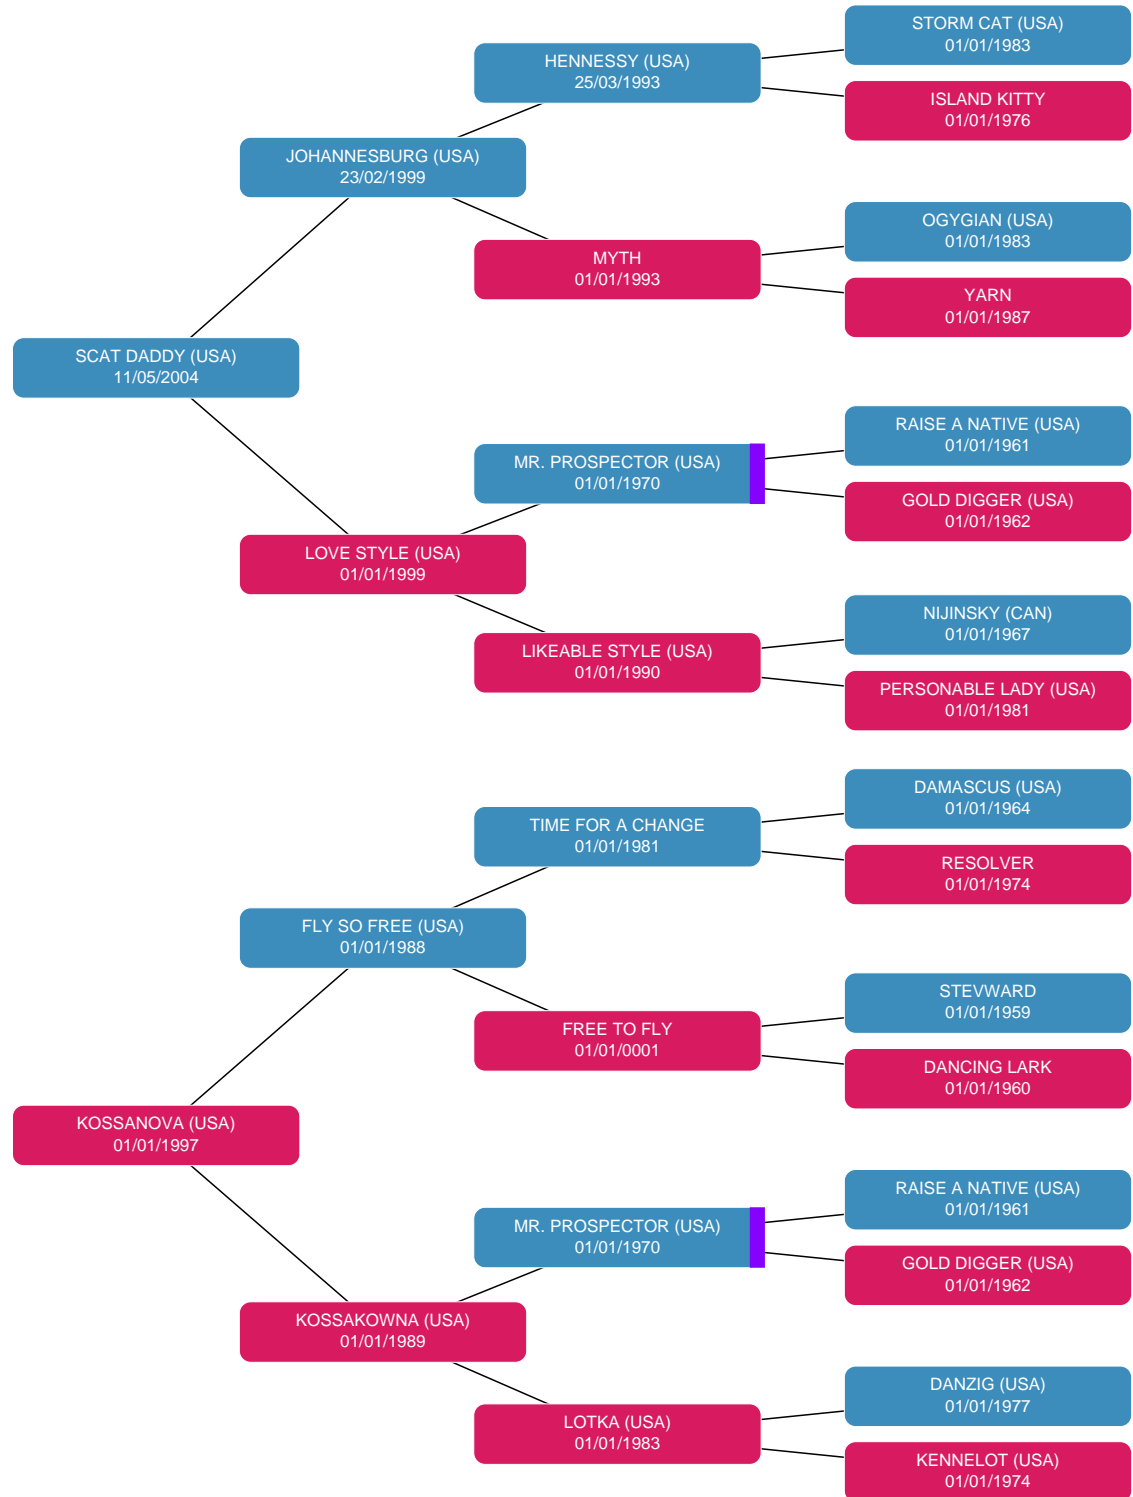 STORM CAT (USA)
01/01/1983
HENNESSY (USA)
25/03/1993
ISLAND KITTY
01/01/1976
JOHANNESBURG (USA)
23/02/1999
OGYGIAN (USA)
01/01/1983
MYTH
01/01/1993
YARN
01/01/1987
SCAT DADDY (USA)
11/05/2004
RAISE A NATIVE (USA)
01/01/1961
MR. PROSPECTOR (USA)
01/01/1970
GOLD DIGGER (USA)
01/01/1962
LOVE STYLE (USA)
01/01/1999
NIJINSKY (CAN)
01/01/1967
LIKEABLE STYLE (USA)
01/01/1990
PERSONABLE LADY (USA)
01/01/1981
DAMASCUS (USA)
01/01/1964
TIME FOR A CHANGE
01/01/1981
RESOLVER
01/01/1974
FLY SO FREE (USA)
01/01/1988
STEVWARD
01/01/1959
FREE TO FLY
01/01/0001
DANCING LARK
01/01/1960
KOSSANOVA (USA)
01/01/1997
RAISE A NATIVE (USA)
01/01/1961
MR. PROSPECTOR (USA)
01/01/1970
GOLD DIGGER (USA)
01/01/1962
KOSSAKOWNA (USA)
01/01/1989
DANZIG (USA)
01/01/1977
LOTKA (USA)
01/01/1983
KENNELOT (USA)
01/01/1974